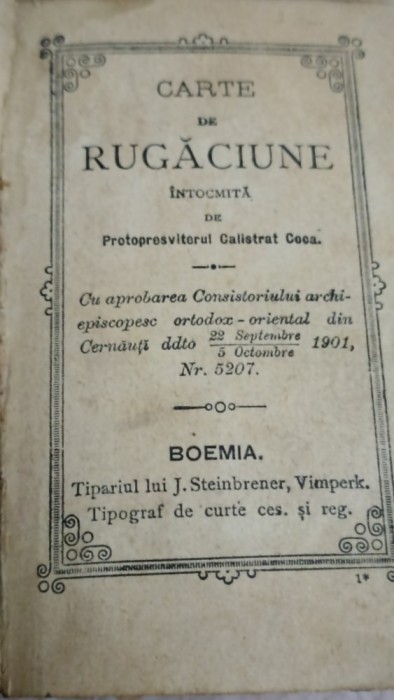 CARTE
DE
RUGĂCIUNE
ÎNTOCMITĂ
DE
Protopresviterul Calistrat Coca.
Cu aprobarea Consistoriului archi-
episcopesc ortodox-oriental din
Cernăuți ddto 22 Septembre / 5 Octombre 1901,
Nr. 5207.
BOEMIA.
Tipariul lui J. Steinbrener, Vimperk.
Tipograf de curte ces. și reg.
1*